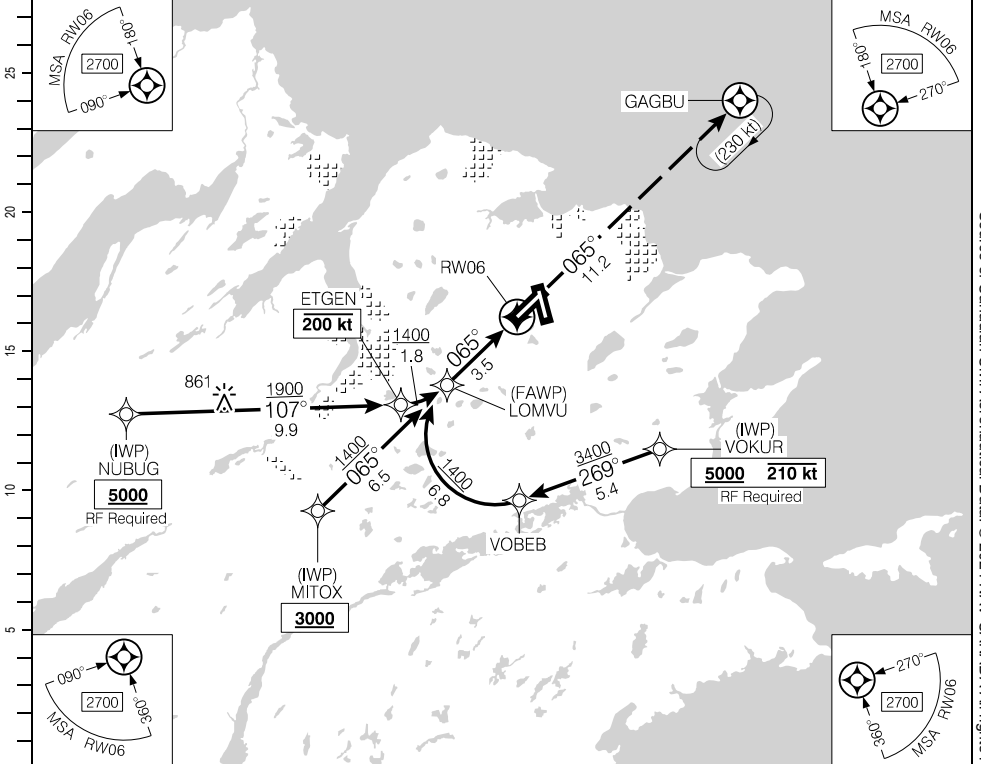 MSA RW06
180°
2700
090°
MSA RW06
180°
2700
270°
25
20
15
10
5
GAGBU
(230 kt)
065°
11.2
RW06
ETGEN
200 kt
1400
1.8
065°
3.5
(FAWP)
LOMVU
861
1900
107°
9.9
(IWP)
NUBUG
5000
RF Required
1400
065°
6.5
1400
6.8
3400
269°
5.4
(IWP)
VOKUR
5000 210 kt
RF Required
VOBEB
(IWP)
MITOX
3000
090°
2700
360°
MSA RW06
270°
2700
360°
MSA RW06